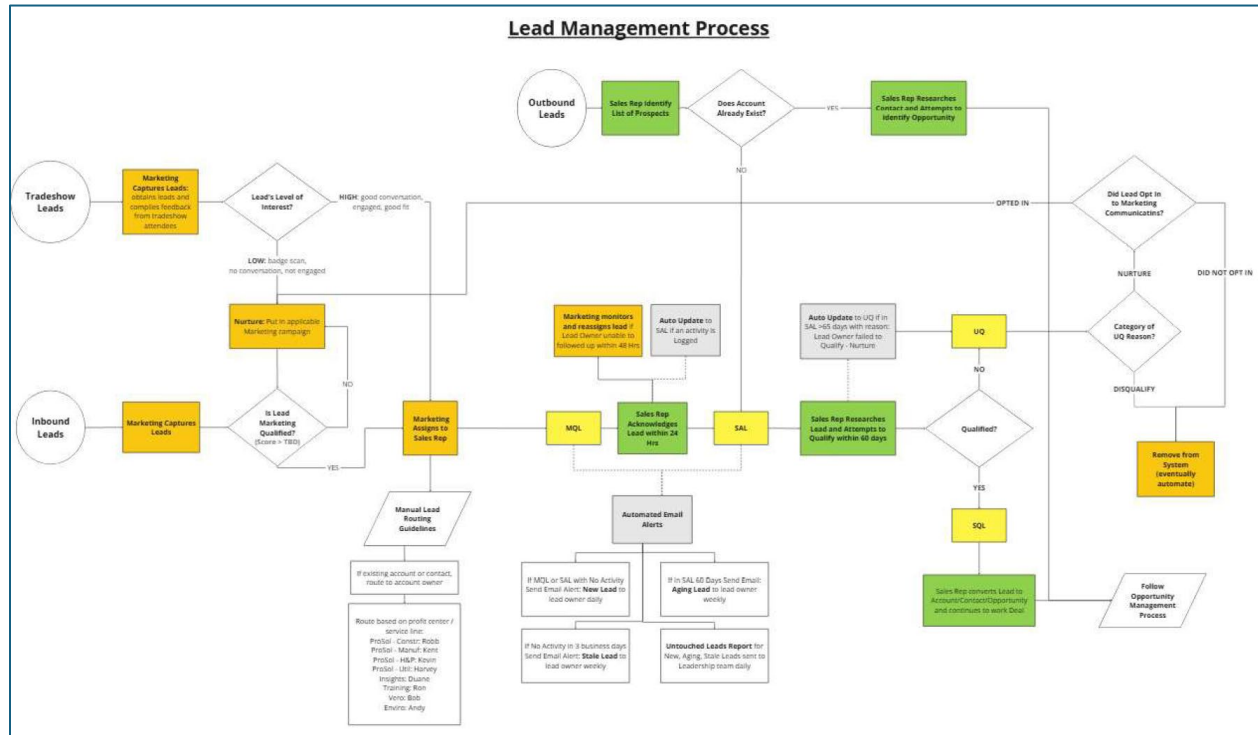 Lead Management Process
Outbound
Leads
Sales Rep Identify
List of Prospects
Does Account
Already Exist?
YES
Sales Rep Researches
Contact and Attempts to
Identify Opportunity
NO
Tradeshow
Leads
Marketing
Captures Leads:
obtains leads and
compiles feedback
from tradeshow
attendees
Lead's Level of
Interest?
HIGH: good conversation,
engaged, good fit
LOW: badge scan,
no conversation, not engaged
OPTED IN
Did Lead Opt in
to Marketing
Communicatins?
NURTURE
DID NOT OPT IN
Nurture: Put in applicable
Marketing campaign
NO
Marketing monitors
and reassigns lead if
Lead Owner unable to
followed up within 48 Hrs
Auto Update to
SAL if an activity is
Logged
Auto Update to UQ if in
SAL >65 days with reason:
Lead Owner failed to
Qualify - Nurture
UQ
NO
Category of
UQ Reason?
DISQUALIFY
Inbound
Leads
Marketing Captures
Leads
Is Lead
Marketing
Qualified?
(Score > TBD)
YES
Marketing
Assigns to
Sales Rep
MQL
Sales Rep
Acknowledges
Lead within 24
Hrs
SAL
Sales Rep Researches
Lead and Attempts to
Qualify within 60 days
Qualified?
YES
Remove from
System
(eventually
automate)
Manual Lead
Routing
Guidelines
Automated Email
Alerts
SQL
If existing account or contact,
route to account owner
If MQL or SAL with No Activity
Send Email Alert: New Lead to
lead owner daily
If in SAL 60 Days Send Email:
Aging Lead to lead owner
weekly
Sales Rep converts Lead to
Account/Contact/Opportunity
and continues to work Deal
Follow
Opportunity
Management
Process
Route based on profit center /
service line:
ProSol - Constr: Robb
ProSol - Manuf: Kent
ProSol - H&P: Kevin
ProSol - Util: Harvey
Insights: Duane
Training: Ron
Vero: Bob
Enviro: Andy
If No Activity in 3 business days
Send Email Alert: Stale Lead to
lead owner weekly
Untouched Leads Report for
New, Aging, Stale Leads sent to
Leadership team daily